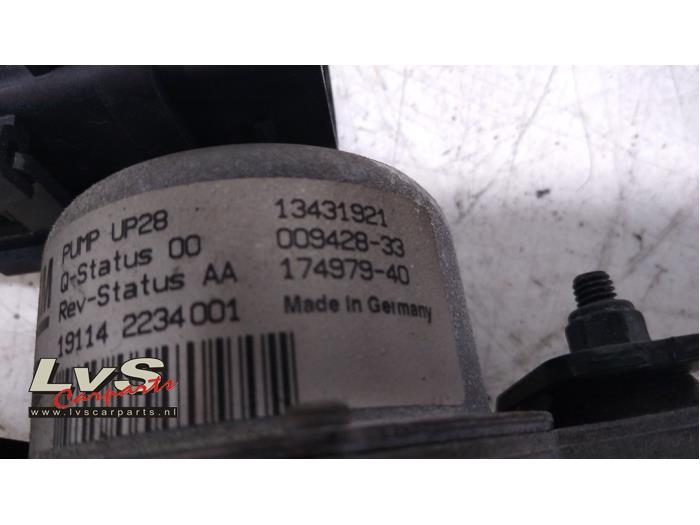 PUMP UP28 13431921
Q-Status 00 009428-33
Rev-Status AA 174979-40
19114 2234001 Made in Germany
LvS
Carparts
www.lvscarparts.nl